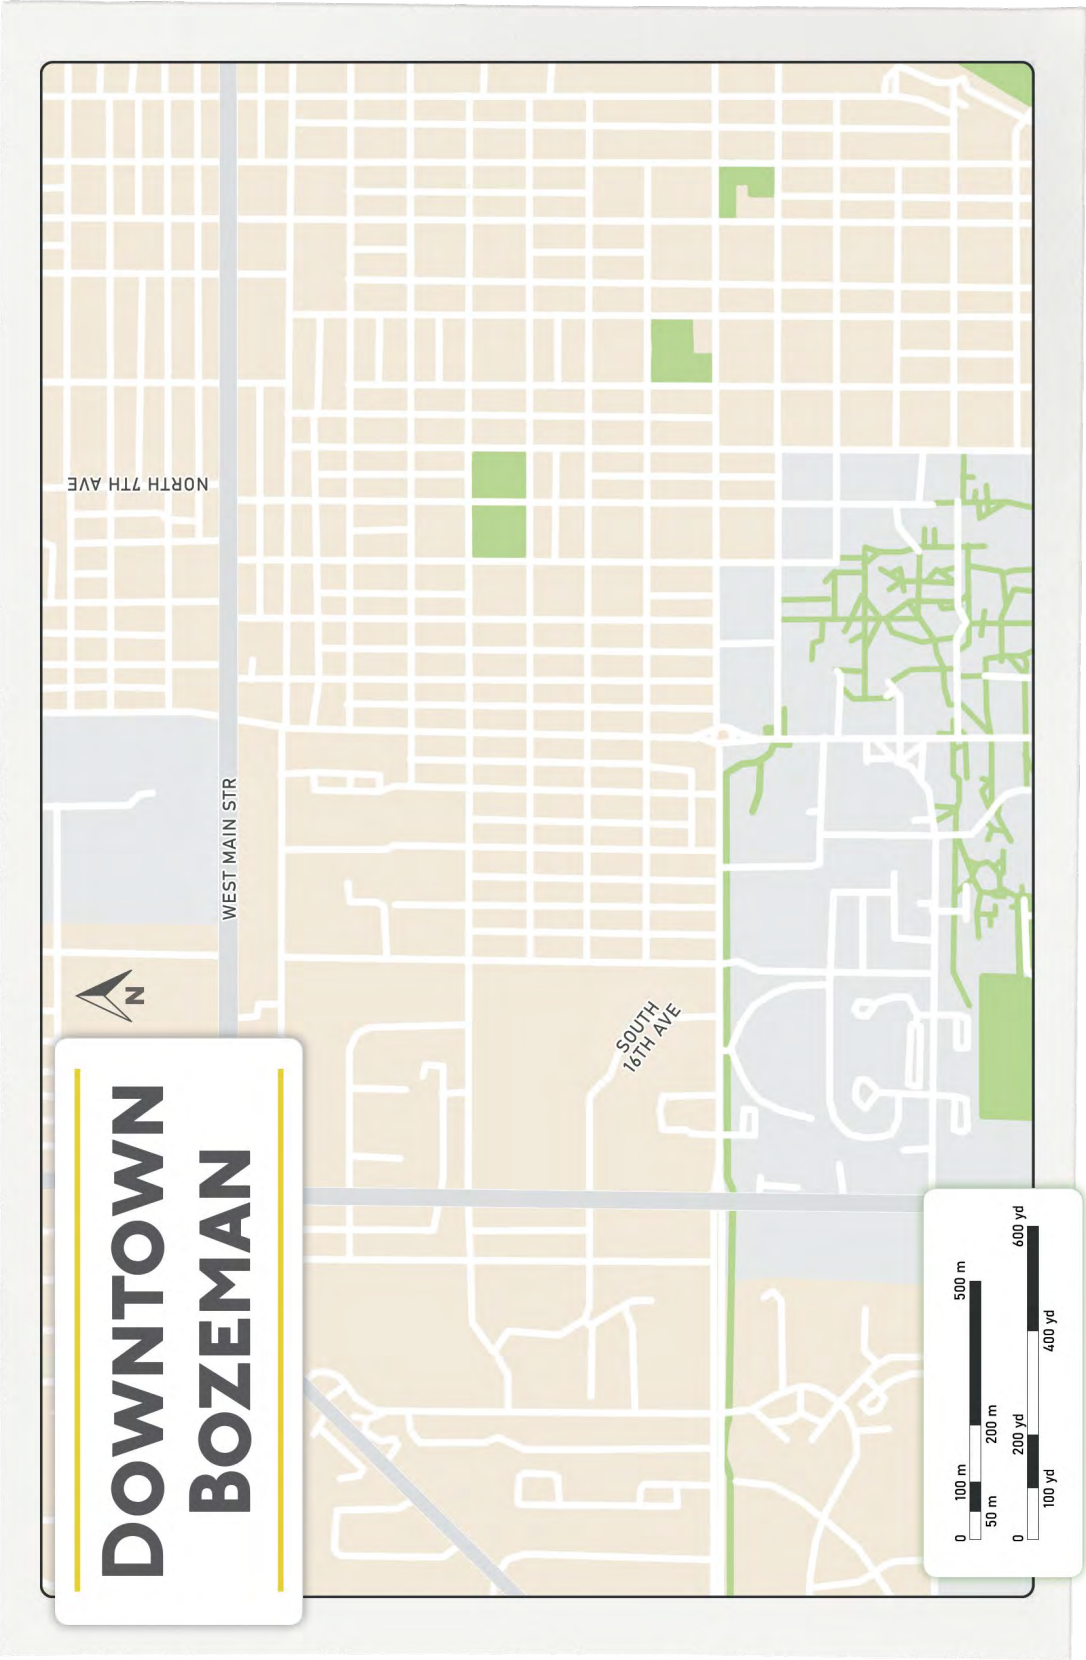 DOWNTOWN
BOZEMAN
N
WEST MAIN STR
NORTH 7TH AVE
SOUTH
16TH AVE
0 100 m 500 m
50 m 200 m
0 200 yd 600 yd
100 yd 400 yd